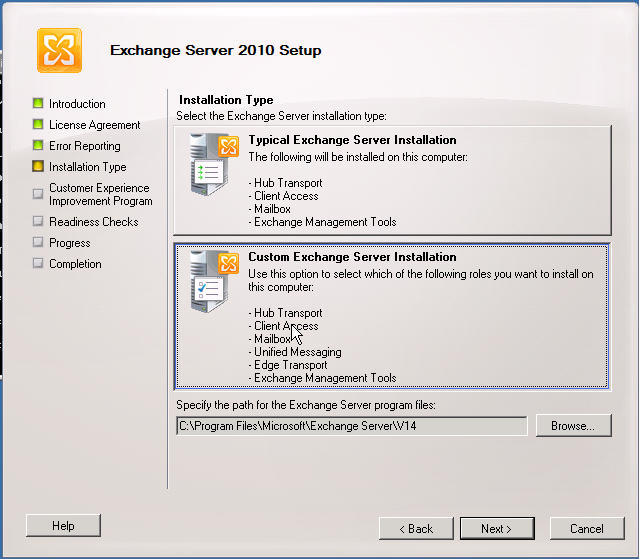 Exchange Server 2010 Setup
Introduction
License Agreement
Error Reporting
Installation Type
Customer Experience
Improvement Program
Readiness Checks
Progress
Completion
Installation Type
Select the Exchange Server installation type:
Typical Exchange Server Installation
The following will be installed on this computer:
- Hub Transport
- Client Access
- Mailbox
- Exchange Management Tools
Custom Exchange Server Installation
Use this option to select which of the following roles you want to install on
this computer:
- Hub Transport
- Client Access
- Mailbox
- Unified Messaging
- Edge Transport
- Exchange Management Tools
Specify the path for the Exchange Server program files:
C:\Program Files\Microsoft\Exchange Server\V14
Browse...
Help
< Back
Next >
Cancel